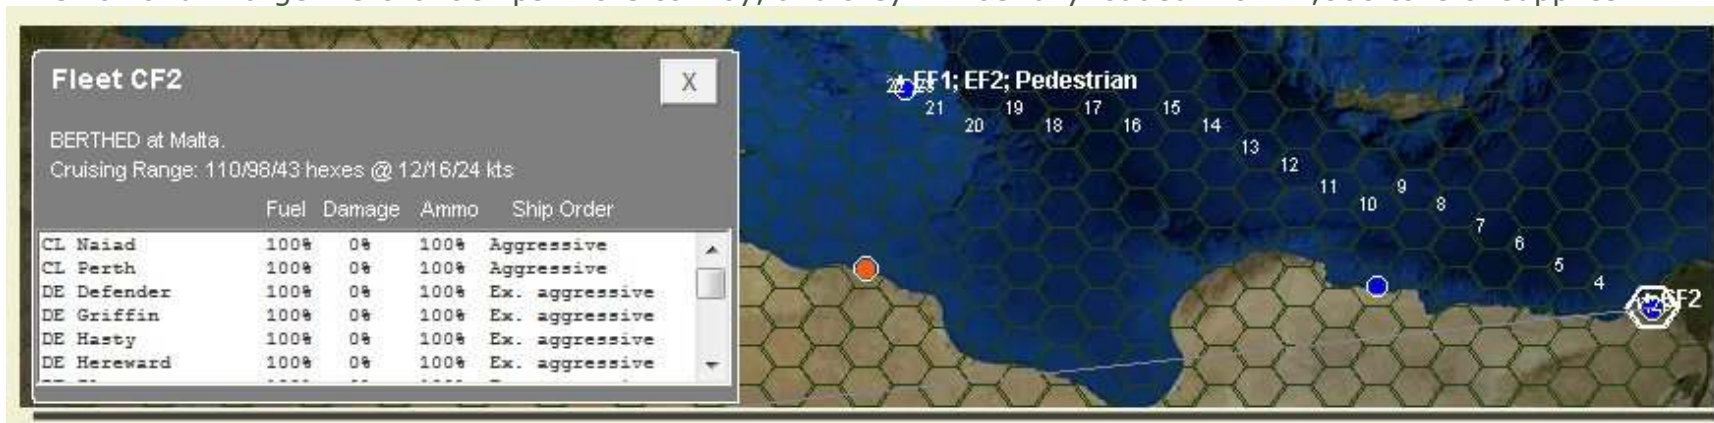 Fleet CF2
X
BERTHED at Malta.
Cruising Range: 110/98/43 hexes @ 12/16/24 kts
Fuel Damage Ammo Ship Order
CL Naiad 100% 0% 100% Aggressive
CL Perth 100% 0% 100% Aggressive
DE Defender 100% 0% 100% Ex. aggressive
DE Griffin 100% 0% 100% Ex. aggressive
DE Hasty 100% 0% 100% Ex. aggressive
DE Hereward 100% 0% 100% Ex. aggressive
EF1; EF2; Pedestrian
21
20
19
18
17
16
15
14
13
12
11
10
9
8
7
6
5
4
CF2